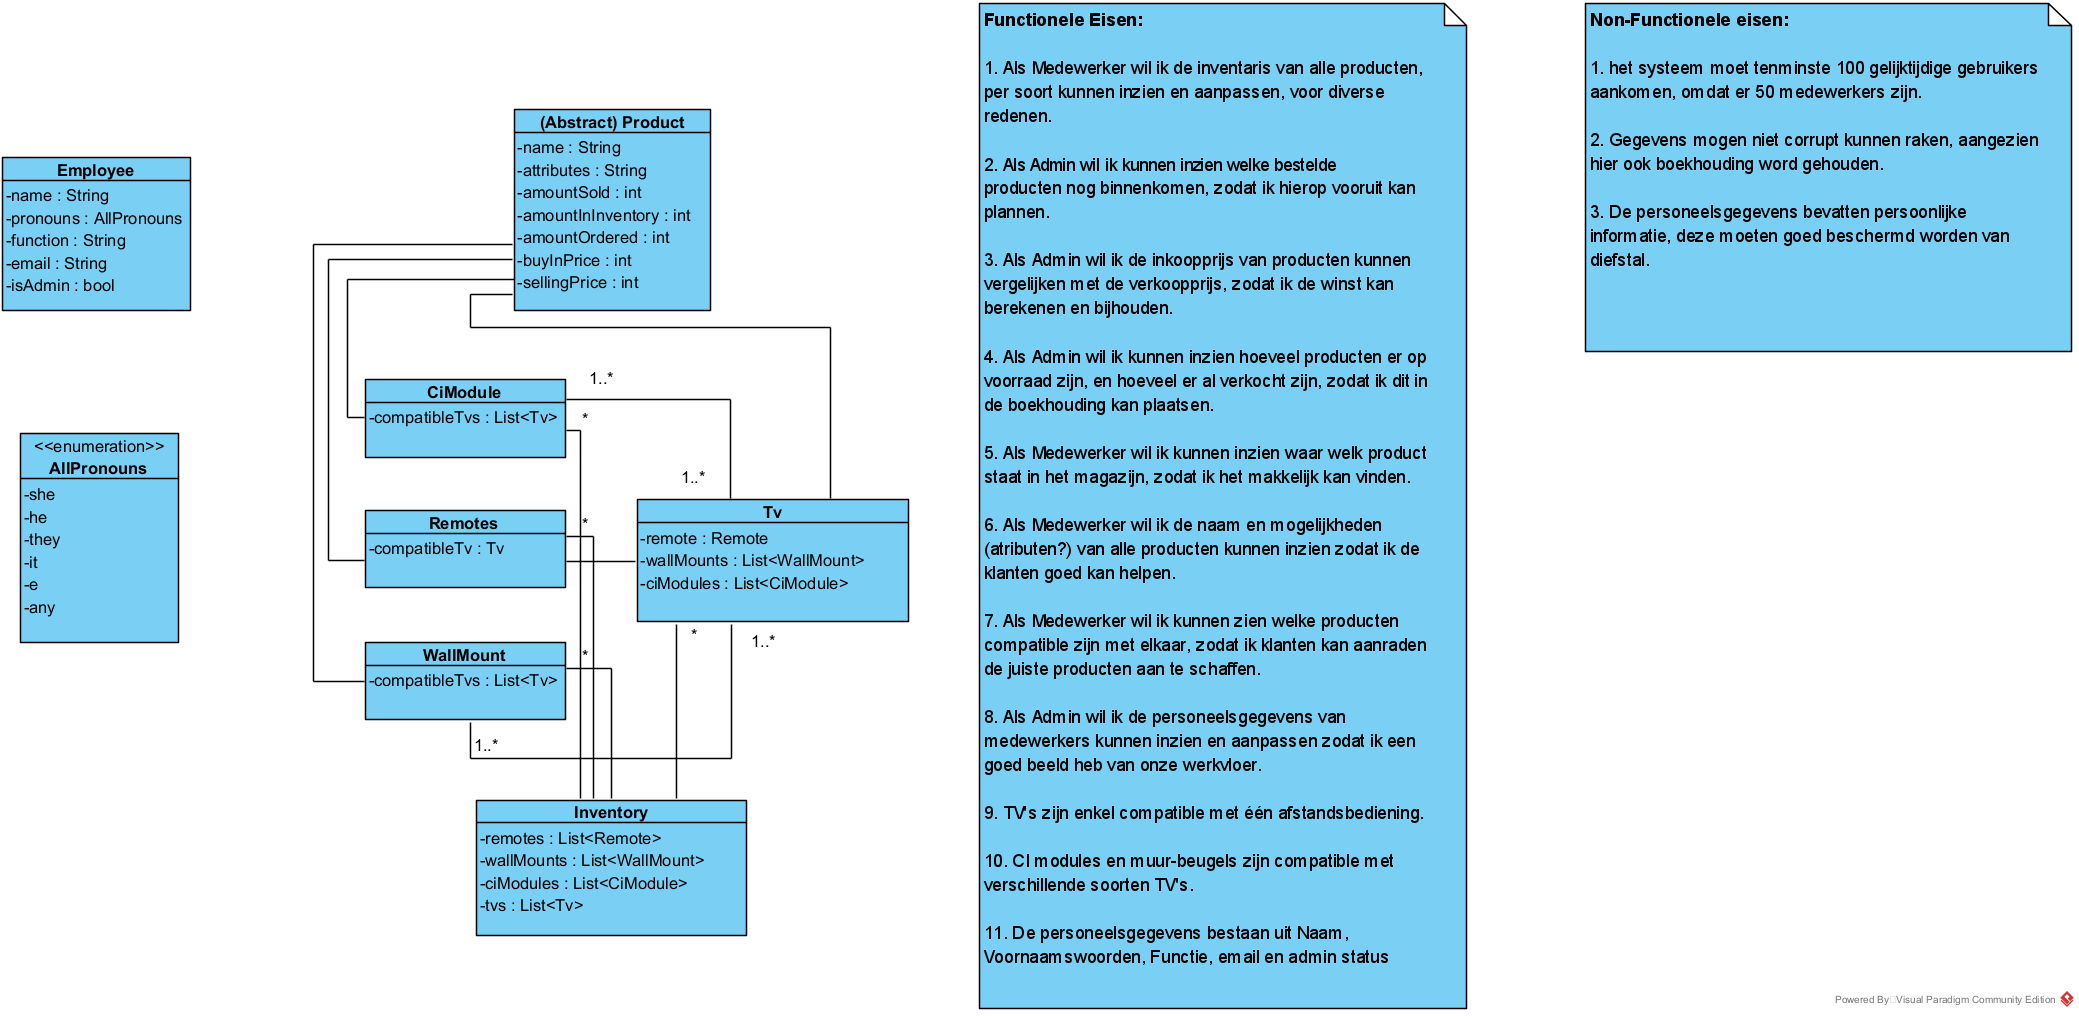 Employee
-name : String
-pronouns : AllPronouns
-function : String
-email : String
-isAdmin : bool
<<enumeration>>
AllPronouns
-she
-he
-they
-it
-e
-any
(Abstract) Product
-name : String
-attributes : String
-amountSold : int
-amountInInventory : int
-amountOrdered : int
-buyInPrice : int
-sellingPrice : int
CiModule
-compatibleTvs : List<Tv>
1..*
*
Remotes
-compatibleTv : Tv
*
1..*
Tv
-remote : Remote
-wallMounts : List<WallMount>
-ciModules : List<CiModule>
*
1..*
WallMount
-compatibleTvs : List<Tv>
*
1..*
Inventory
-remotes : List<Remote>
-wallMounts : List<WallMount>
-ciModules : List<CiModule>
-tvs : List<Tv>
Functionele Eisen:
1. Als Medewerker wil ik de inventaris van alle producten,
per soort kunnen inzien en aanpassen, voor diverse
redenen.
2. Als Admin wil ik kunnen inzien welke bestelde
producten nog binnenkomen, zodat ik hierop vooruit kan
plannen.
3. Als Admin wil ik de inkoopprijs van producten kunnen
vergelijken met de verkoopprijs, zodat ik de winst kan
berekenen en bijhouden.
4. Als Admin wil ik kunnen inzien hoeveel producten er op
voorraad zijn, en hoeveel er al verkocht zijn, zodat ik dit in
de boekhouding kan plaatsen.
5. Als Medewerker wil ik kunnen inzien waar welk product
staat in het magazijn, zodat ik het makkelijk kan vinden.
6. Als Medewerker wil ik de naam en mogelijkheden
(atributen?) van alle producten kunnen inzien zodat ik de
klanten goed kan helpen.
7. Als Medewerker wil ik kunnen zien welke producten
compatible zijn met elkaar, zodat ik klanten kan aanraden
de juiste producten aan te schaffen.
8. Als Admin wil ik de personeelsgegevens van
medewerkers kunnen inzien en aanpassen zodat ik een
goed beeld heb van onze werkvloer.
9. TV's zijn enkel compatible met één afstandsbediening.
10. CI modules en muur-beugels zijn compatible met
verschillende soorten TV's.
11. De personeelsgegevens bestaan uit Naam,
Voornaamswoorden, Functie, email en admin status
Non-Functionele eisen:
1. het systeem moet tenminste 100 gelijktijdige gebruikers
aankomen, omdat er 50 medewerkers zijn.
2. Gegevens mogen niet corrupt kunnen raken, aangezien
hier ook boekhouding word gehouden.
3. De personeelsgegevens bevatten persoonlijke
informatie, deze moeten goed beschermd worden van
diefstal.
Powered By Visual Paradigm Community Edition